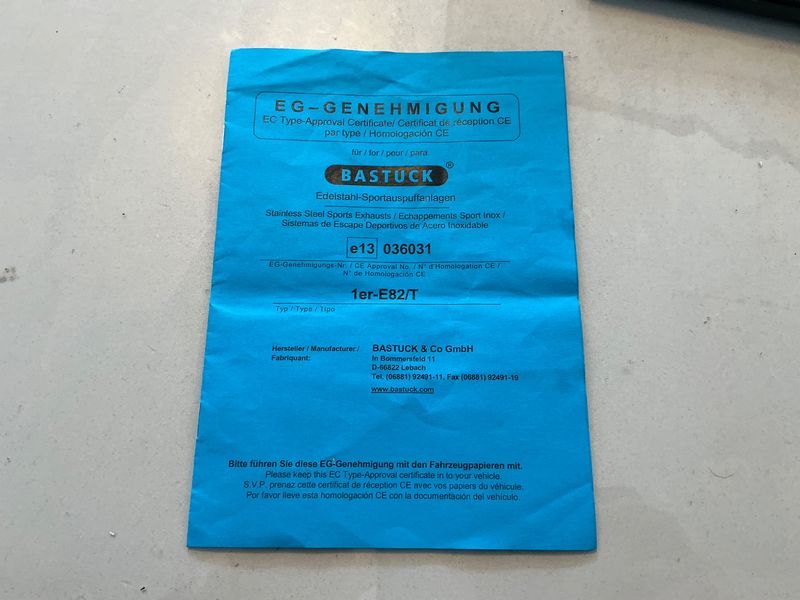 EG–GENEHMIGUNG
EC Type-Approval Certificate/ Certificat de réception CE
par type / Homologación CE
für / for / pour / para
BASTUCK®
Edelstahl-Sportauspuffanlagen
Stainless Steel Sports Exhausts / Echappements Sport Inox /
Sistemas de Escape Deportivos de Acero Inoxidable
e13 036031
EG-Genehmigungs-Nr. / CE Approval No. / N° d'Homologation CE /
N° de Homologación CE
1er-E82/T
Typ / Type / Tipo
Hersteller / Manufacturer / BASTUCK & Co GmbH
Fabriquant: In Bommersfeld 11
D-66822 Lebach
Tel. (06881) 92491-11, Fax (06881) 92491-19
www.bastuck.com
Bitte führen Sie diese EG-Genehmigung mit den Fahrzeugpapieren mit.
Please keep this EC Type-Approval certificate in to your vehicle.
S.V.P. prenez cette certificat de réception CE avec vos papiers du véhicule.
Por favor lleve esta homologación CE con la documentación del vehículo.